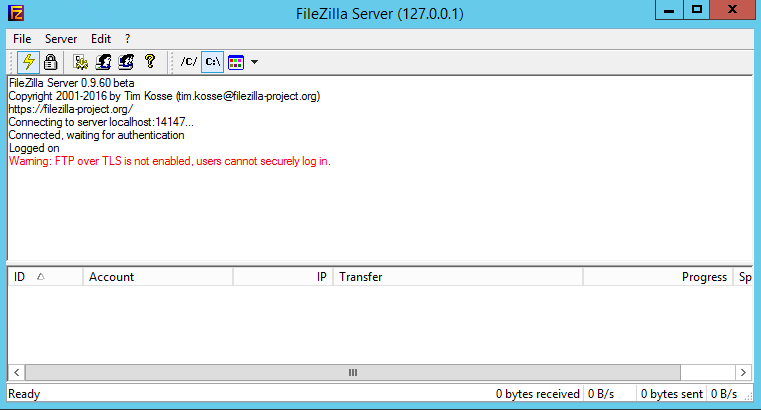 FileZilla Server (127.0.0.1)
File Server Edit ?
/C/ C:\
FileZilla Server 0.9.60 beta
Copyright 2001-2016 by Tim Kosse (tim.kosse@filezilla-project.org)
https://filezilla-project.org/
Connecting to server localhost:14147...
Connected, waiting for authentication
Logged on
Warning: FTP over TLS is not enabled, users cannot securely log in.
ID Account IP Transfer Progress Sp
Ready 0 bytes received 0 B/s 0 bytes sent 0 B/s